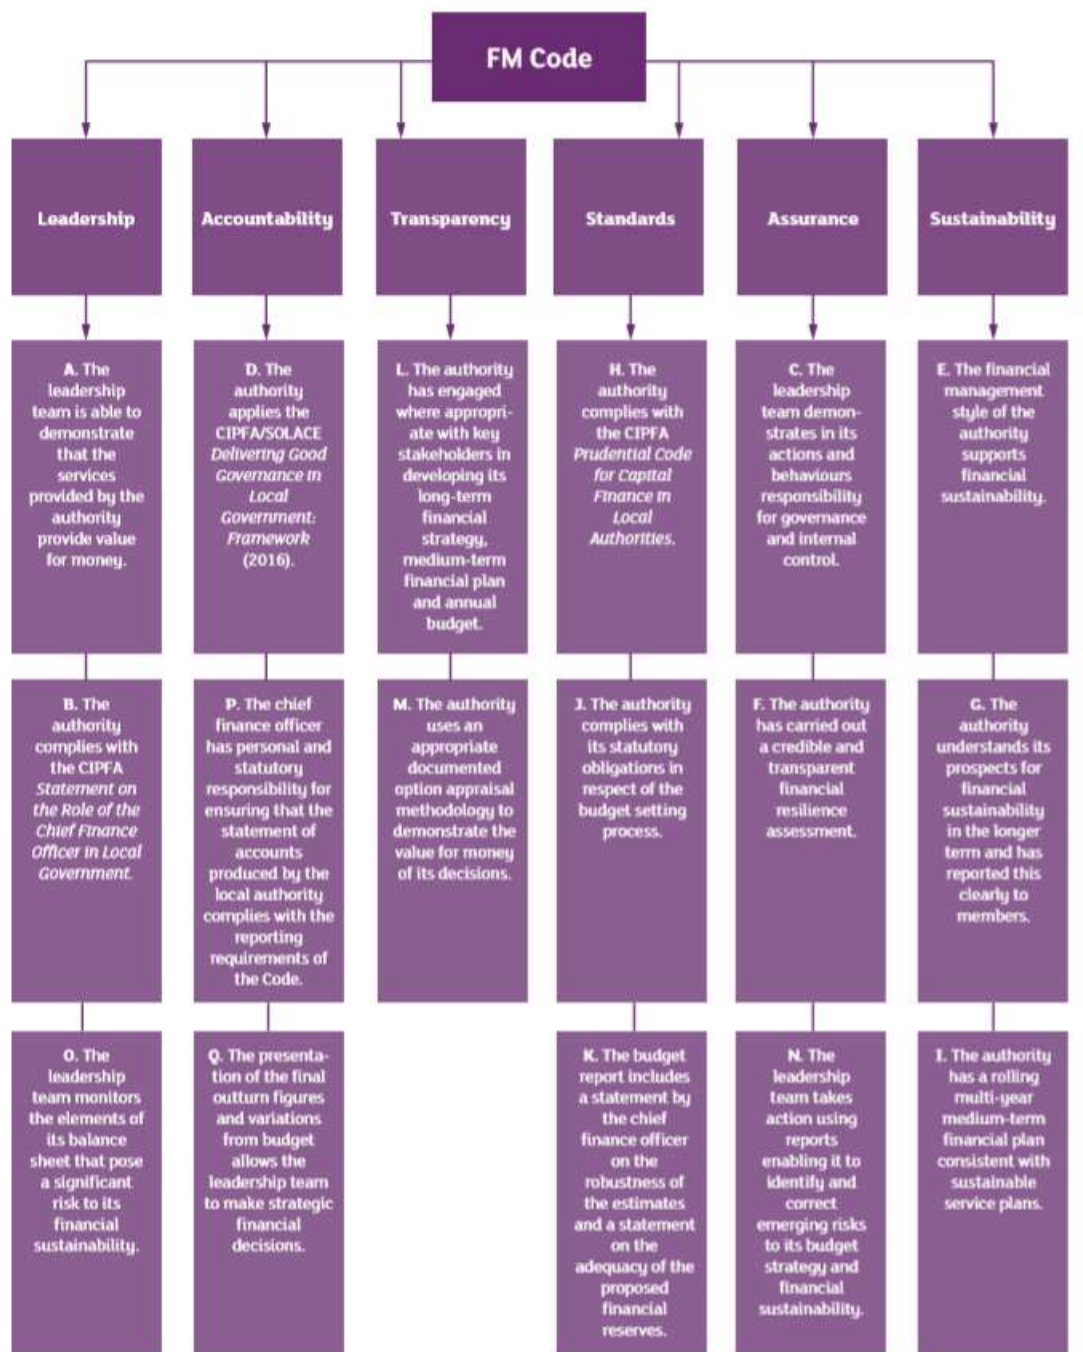 FM Code
Leadership
Accountability
Transparency
Standards
Assurance
Sustainability
A. The
leadership
team is able to
demonstrate
that the
services
provided by the
authority
provide value
for money.
D. The
authority
applies the
CIPFA/SOLACE
Delivering Good
Governance in
Local
Government:
Framework
(2016).
L. The authority
has engaged
where appropri-
ate with key
stakeholders in
developing its
long-term
financial
strategy,
medium-term
financial plan
and annual
budget.
H. The
authority
complies with
the CIPFA
Prudential Code
for Capital
Finance in
Local
Authorities.
C. The
leadership
team demon-
strates in its
actions and
behaviours
responsibility
for governance
and internal
control.
E. The financial
management
style of the
authority
supports
financial
sustainability.
B. The
authority
complies with
the CIPFA
Statement on
the Role of the
Chief Finance
Officer in Local
Government.
P. The chief
finance officer
has personal and
statutory
responsibility for
ensuring that the
statement of
accounts
produced by the
local authority
complies with the
reporting
requirements of
the Code.
M. The authority
uses an
appropriate
documented
option appraisal
methodology to
demonstrate the
value for money
of its decisions.
J. The authority
complies with
its statutory
obligations in
respect of the
budget setting
process.
F. The authority
has carried out
a credible and
transparent
financial
resilience
assessment.
G. The
authority
understands its
prospects for
financial
sustainability
in the longer
term and has
reported this
clearly to
members.
O. The
leadership
team monitors
the elements of
its balance
sheet that pose
a significant
risk to its
financial
sustainability.
Q. The presenta-
tion of the final
outturn figures
and variations
from budget
allows the
leadership team
to make strategic
financial
decisions.
K. The budget
report includes
a statement by
the chief
finance officer
on the
robustness of
the estimates
and a statement
on the
adequacy of the
proposed
financial
reserves.
N. The
leadership
team takes
action using
reports
enabling it to
identify and
correct
emerging risks
to its budget
strategy and
financial
sustainability.
I. The authority
has a rolling
multi-year
medium-term
financial plan
consistent with
sustainable
service plans.